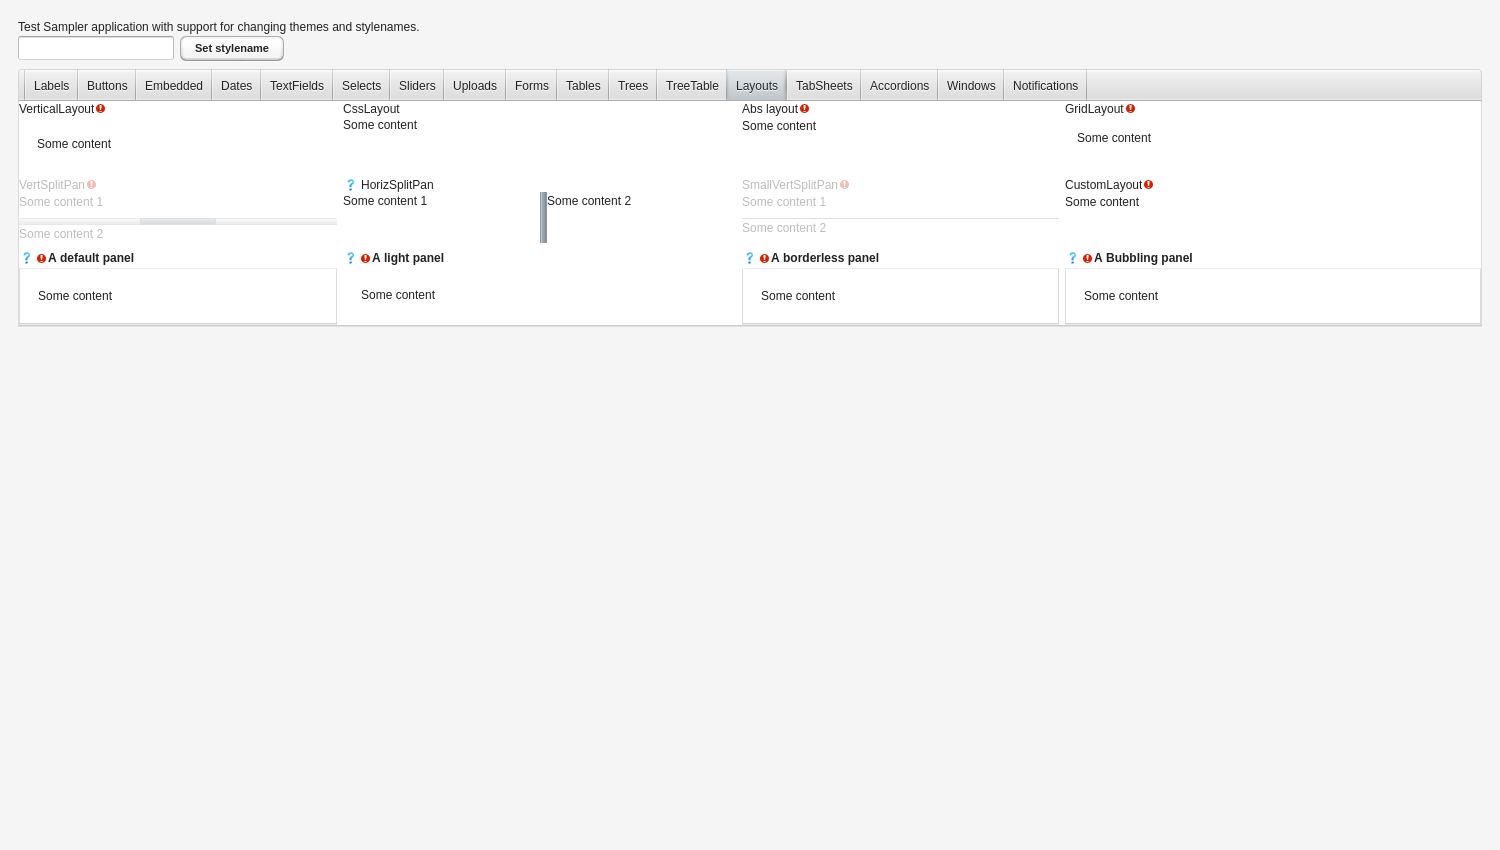 Test Sampler application with support for changing themes and stylenames.
Set stylename
Labels Buttons Embedded Dates TextFields Selects Sliders Uploads Forms Tables Trees TreeTable Layouts TabSheets Accordions Windows Notifications
VerticalLayout CssLayout Abs layout GridLayout
Some content Some content Some content Some content
VertSplitPan HorizSplitPan SmallVertSplitPan CustomLayout
Some content 1 Some content 1 Some content 2 Some content 1 Some content
Some content 2 Some content 2
A default panel A light panel A borderless panel A Bubbling panel
Some content Some content Some content Some content